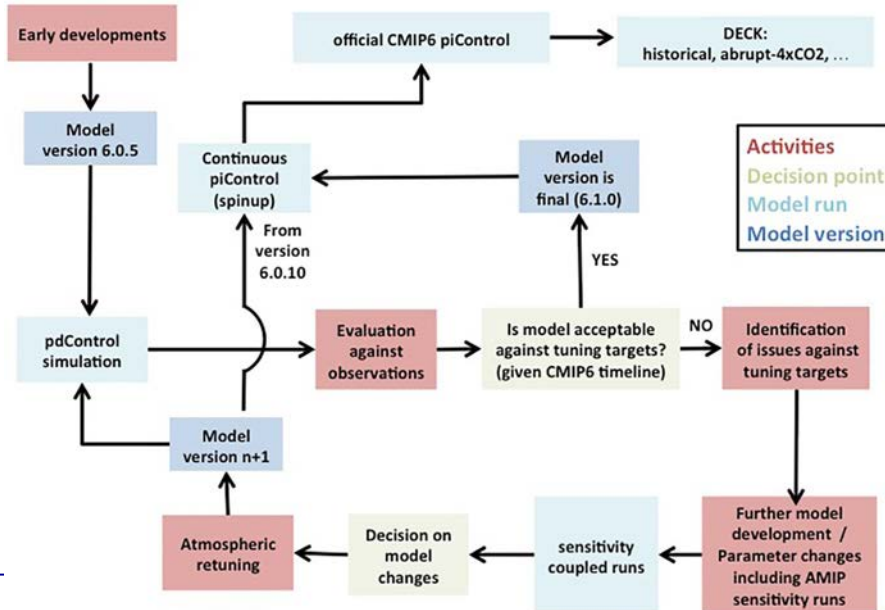 Early developments
official CMIP6 piControl
DECK:
historical, abrupt-4xCO2, ...
Model
version 6.0.5
Continuous
piControl
(spinup)
Model
version is
final (6.1.0)
Activities
Decision point
Model run
Model version
From
version
6.0.10
YES
pdControl
simulation
Evaluation
against
observations
Is model acceptable
against tuning targets?
(given CMIP6 timeline)
NO
Identification
of issues against
tuning targets
Model
version n+1
Atmospheric
retuning
Decision on
model
changes
sensitivity
coupled runs
Further model
development /
Parameter changes
including AMIP
sensitivity runs